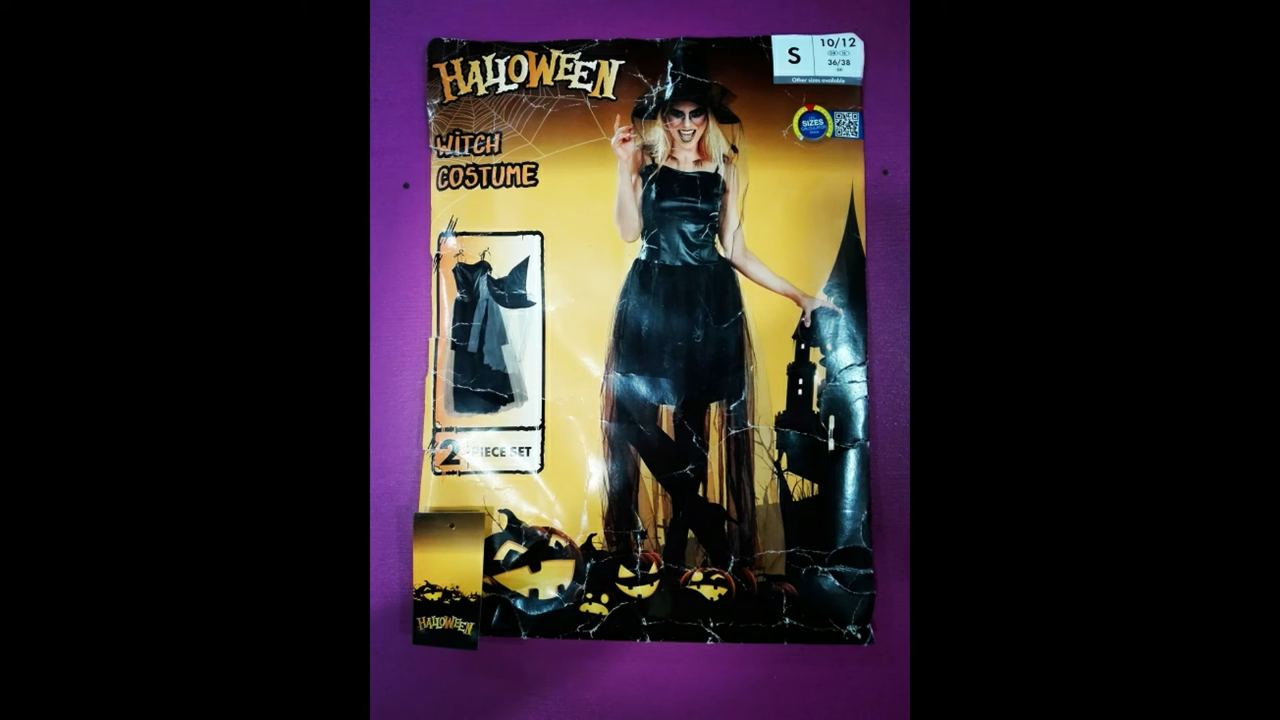 HALLOWEEN
WITCH
COSTUME
S
10/12
36/38
Other sizes available
SIZES
2 PIECE SET
HALLOWEEN